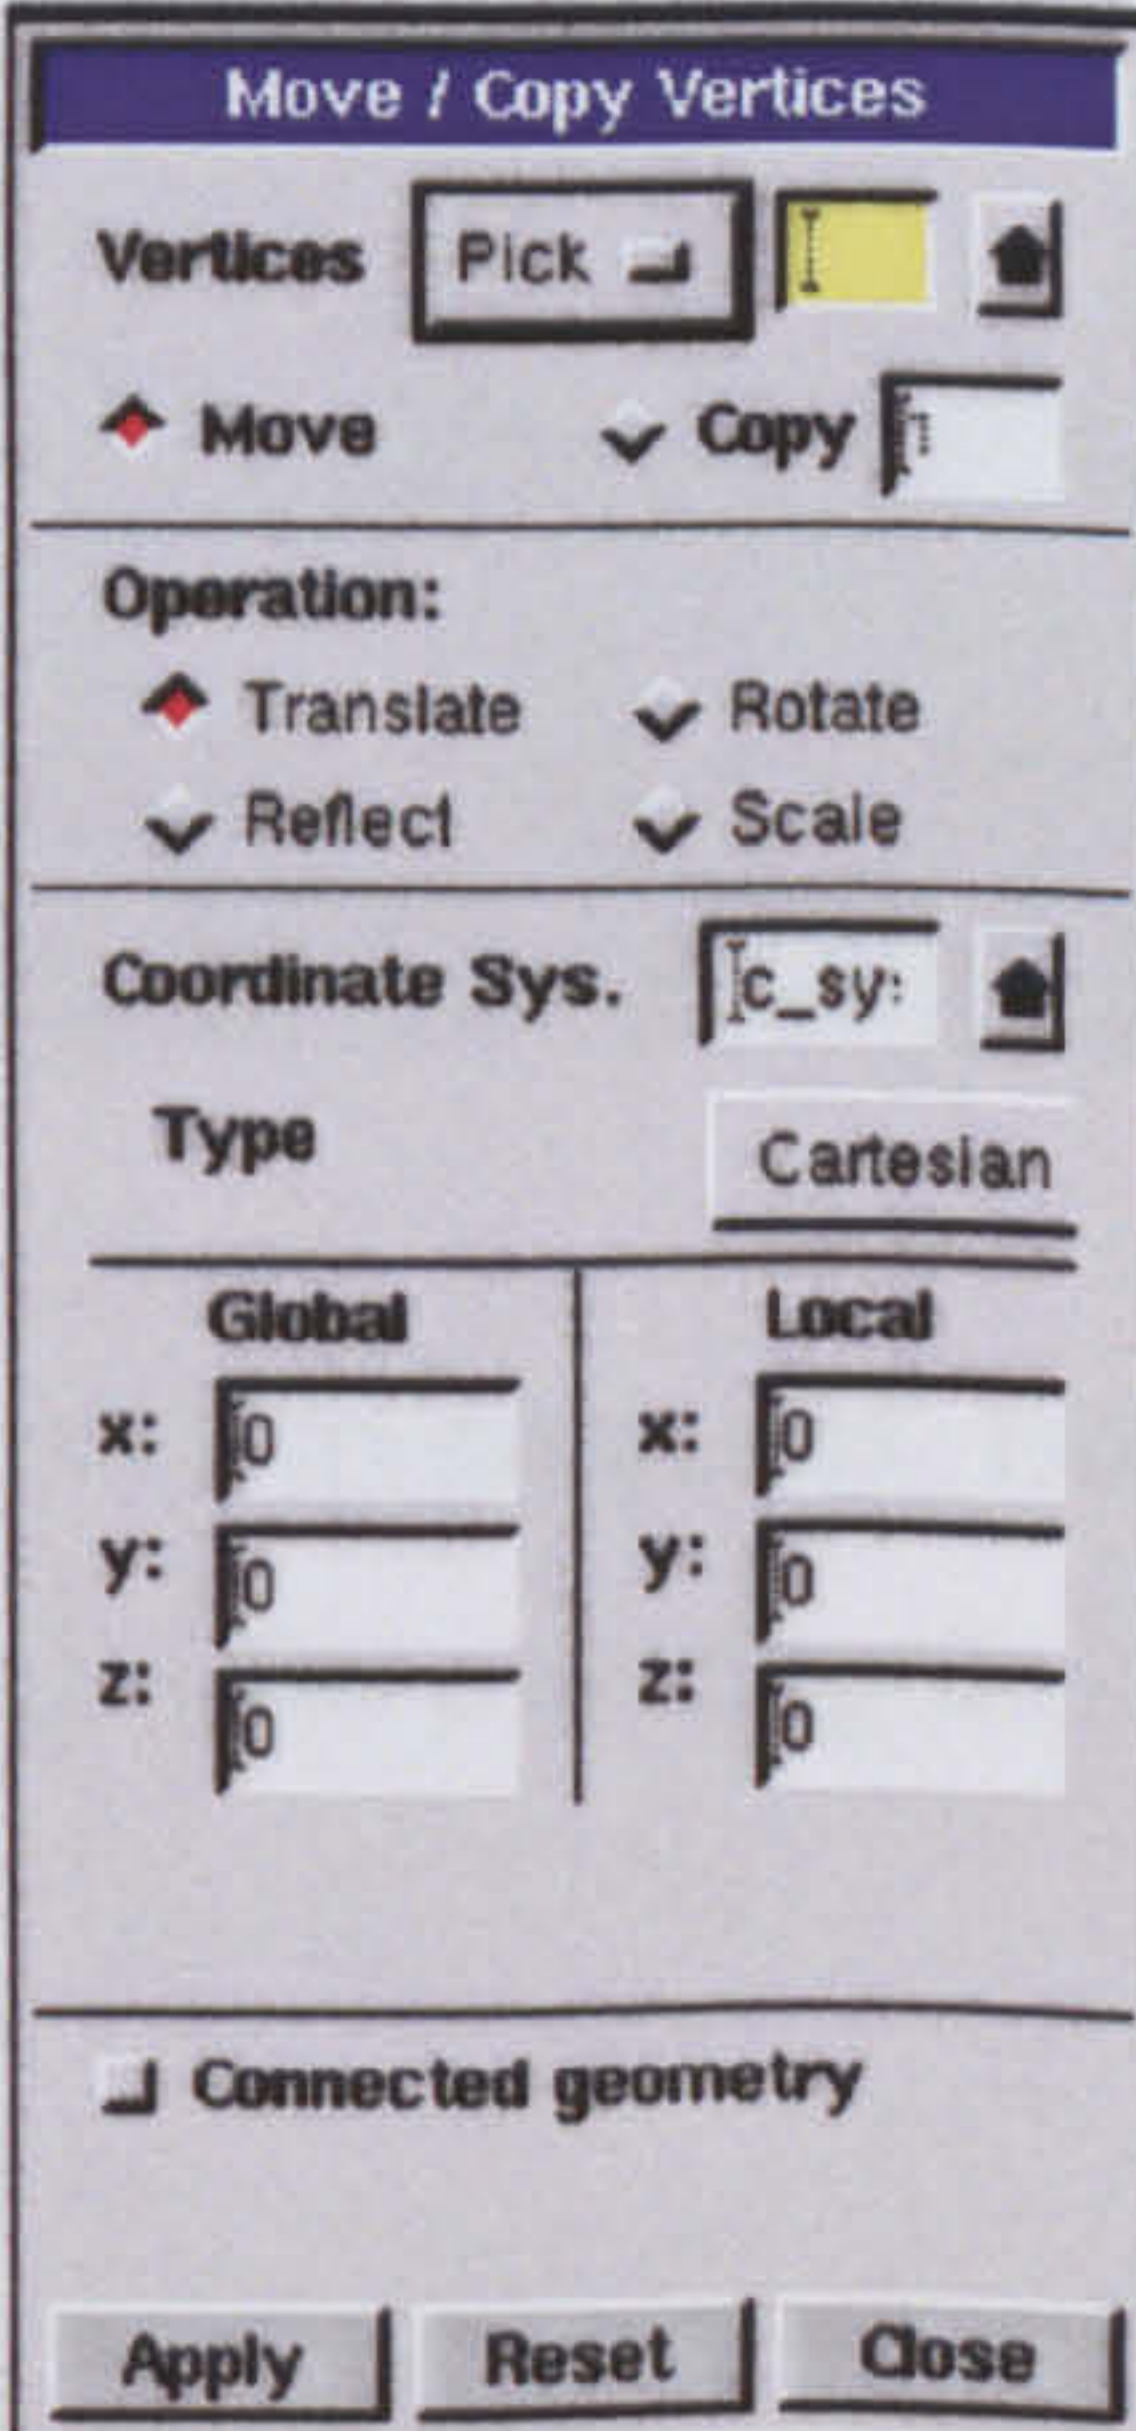 Move / Copy Vertices
Vertices Pick
Move Copy
Operation:
Translate Rotate
Reflect Scale
Coordinate Sys. c_sy
Type Cartesian
Global Local
x: 0 x: 0
y: 0 y: 0
z: 0 z: 0
Connected geometry
Apply Reset Close